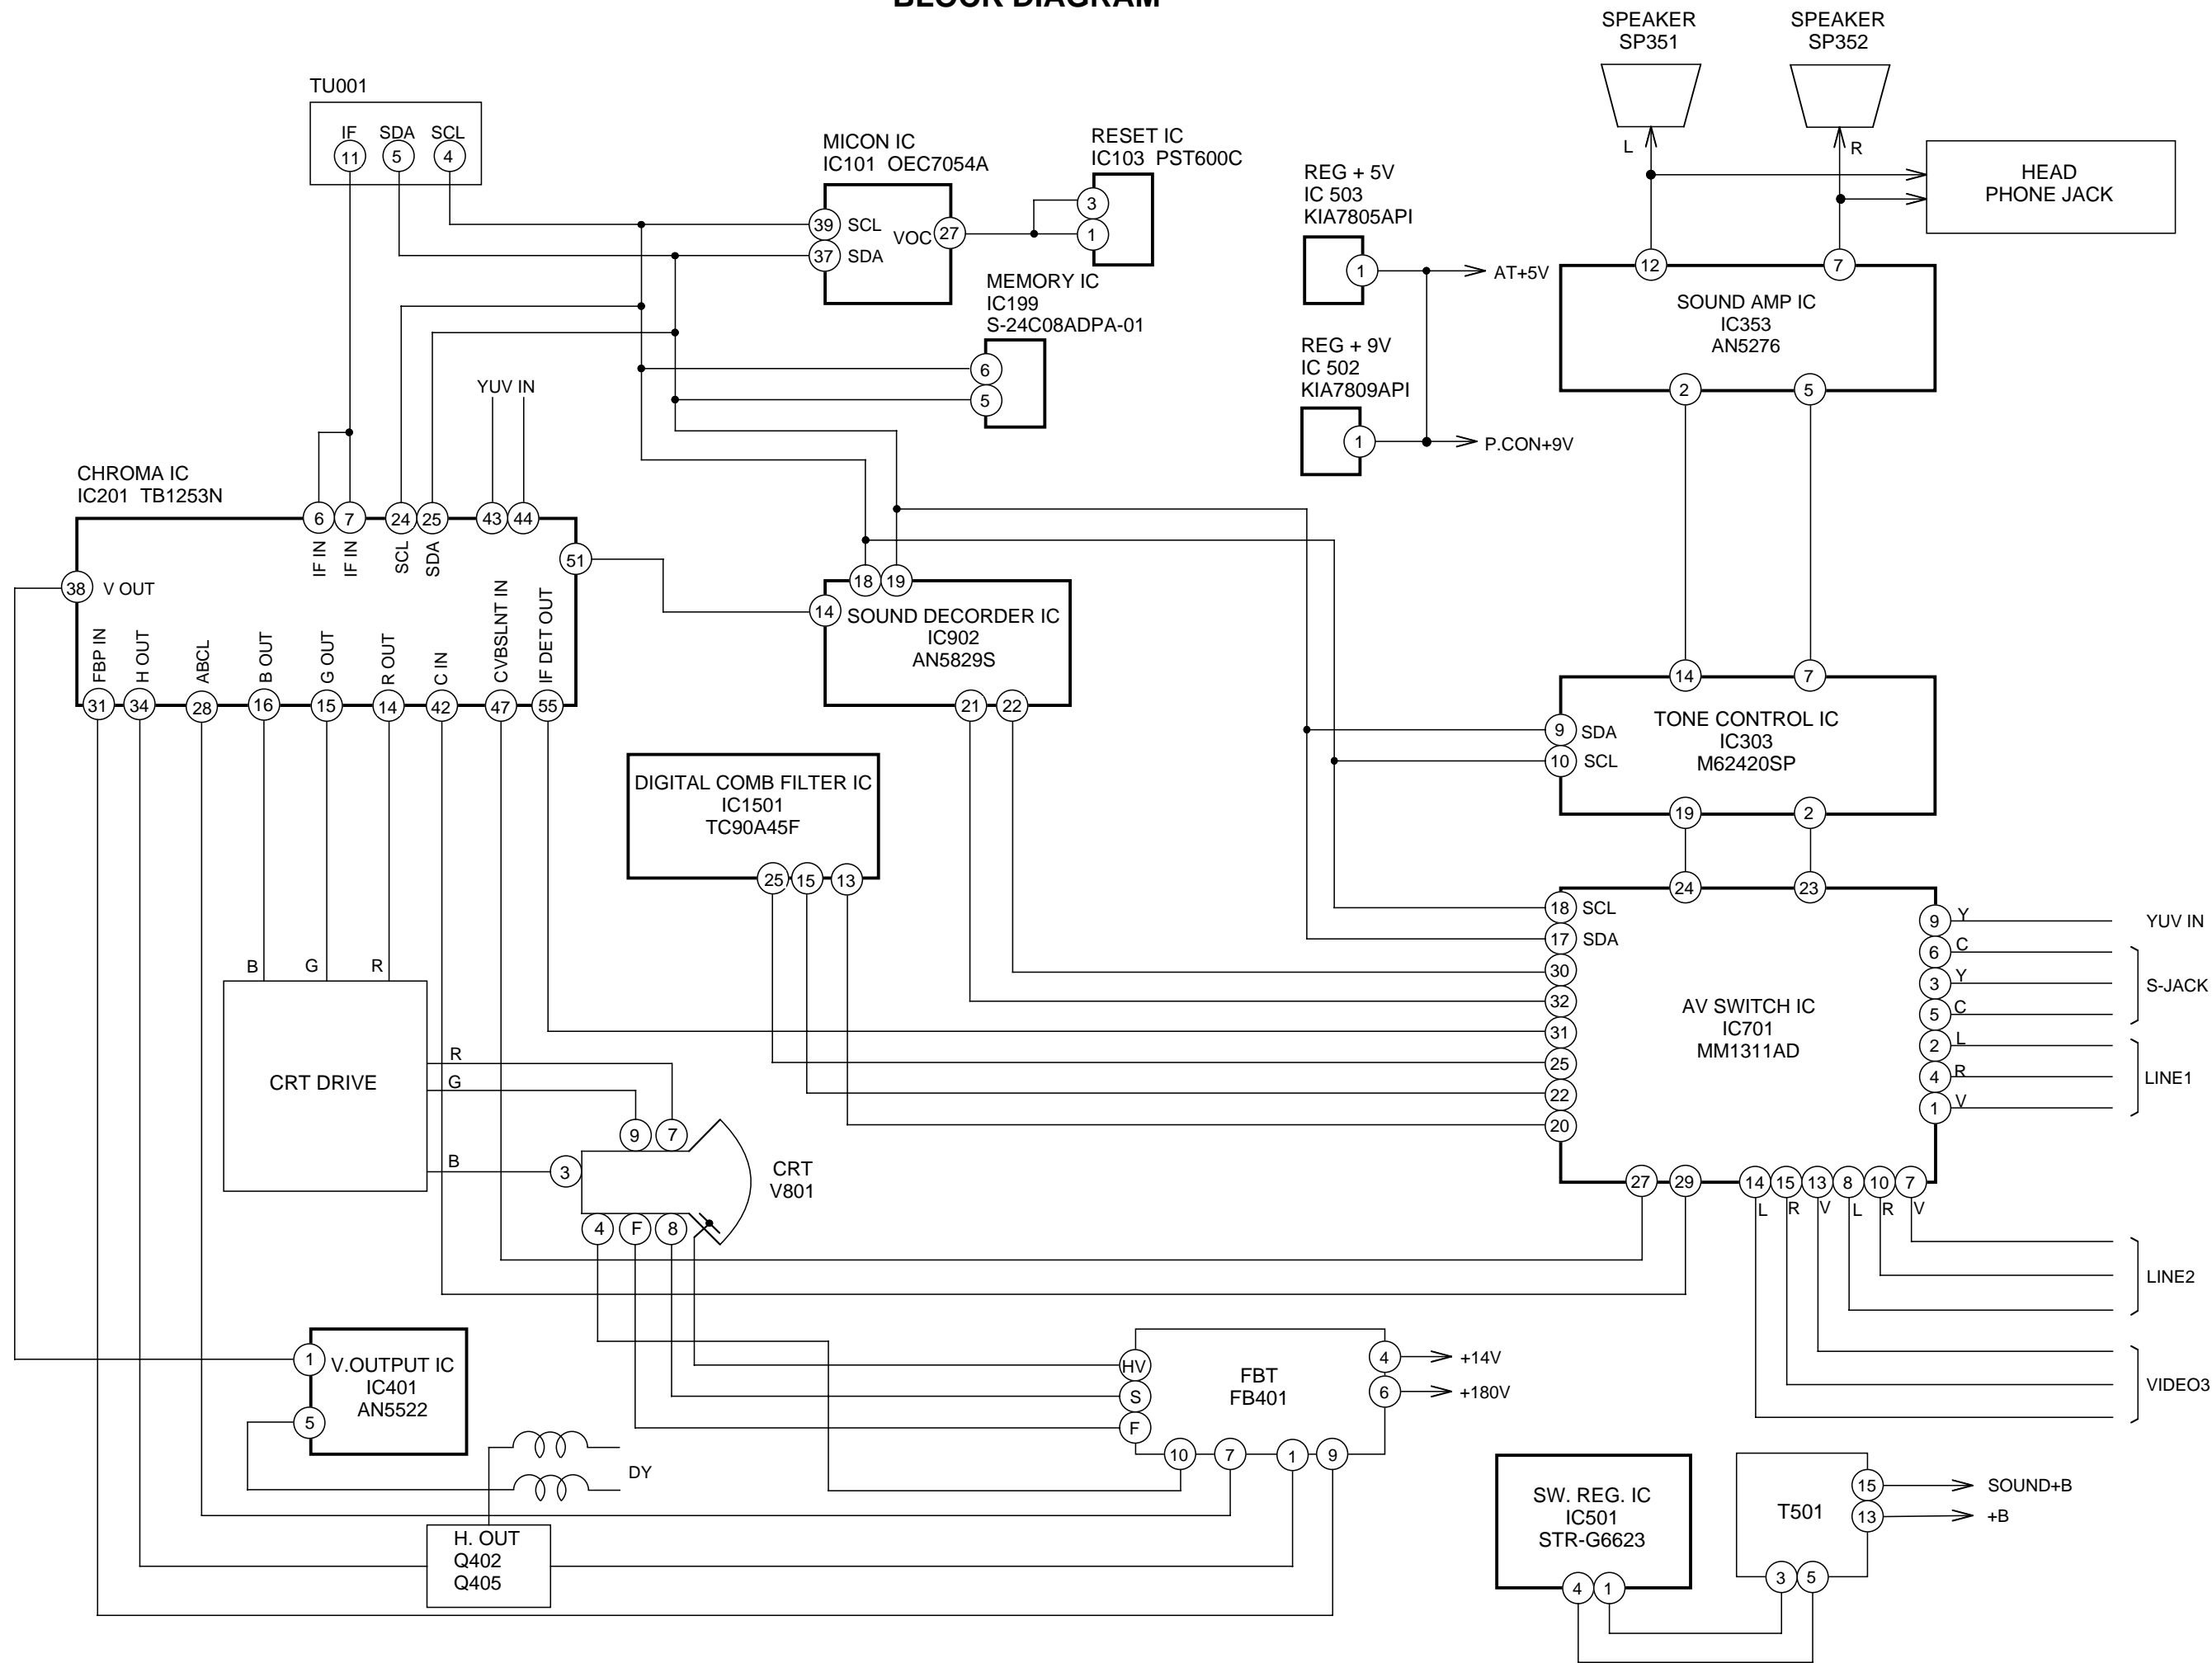 BLOCK DIAGRAM
SPEAKER
SP351
SPEAKER
SP352
L
R
HEAD
PHONE JACK
TU001
IF
SDA
SCL
11
5
4
MICON IC
IC101 OEC7054A
39 SCL
37 SDA
VOC 27
RESET IC
IC103 PST600C
3
1
MEMORY IC
IC199
S-24C08ADPA-01
6
5
REG + 5V
IC 503
KIA7805API
1
AT+5V
REG + 9V
IC 502
KIA7809API
1
P.CON+9V
12
7
SOUND AMP IC
IC353
AN5276
2
5
YUV IN
CHROMA IC
IC201 TB1253N
6 7 24 25 43 44
IF IN
IF IN
SCL
SDA
51
38 V OUT
FBP IN
H OUT
ABCL
B OUT
G OUT
R OUT
C IN
CVBSLNT IN
IF DET OUT
31 34 28 16 15 14 42 47 55
18 19
14
SOUND DECORDER IC
IC902
AN5829S
21 22
14
7
9 SDA
10 SCL
TONE CONTROL IC
IC303
M62420SP
19
2
DIGITAL COMB FILTER IC
IC1501
TC90A45F
25 15 13
24
23
18 SCL
17 SDA
30
32
31
25
22
20
AV SWITCH IC
IC701
MM1311AD
9 Y
6 C
3 Y
5 C
2 L
4 R
1 V
YUV IN
S-JACK
LINE1
27 29 14 15 13 8 10 7
L R V L R V
LINE2
VIDEO3
B
G
R
CRT DRIVE
R
G
B
9 7
3
4 F 8
CRT
V801
1
V.OUTPUT IC
IC401
AN5522
5
DY
H. OUT
Q402
Q405
HV
S
F
FBT
FB401
4
+14V
6
+180V
10 7 1 9
SW. REG. IC
IC501
STR-G6623
4 1
T501
15
SOUND+B
13
+B
3 5